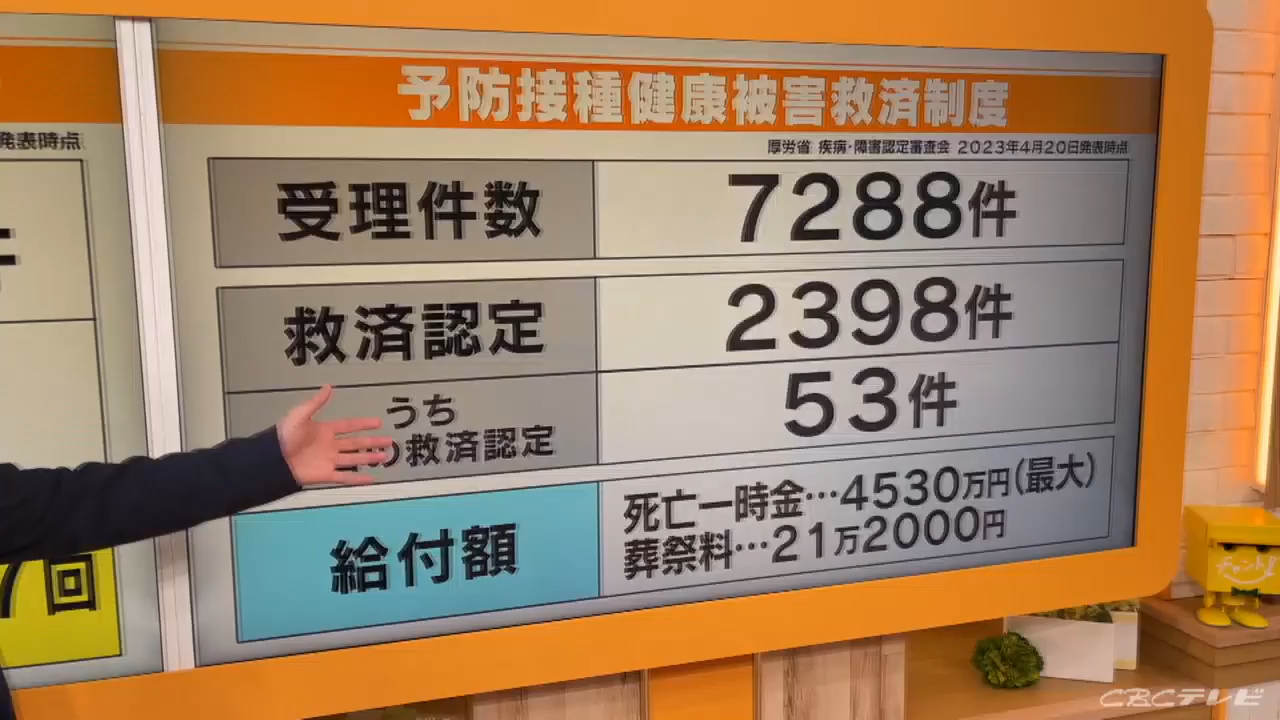 発表時点
7回
予防接種健康被害救済制度
厚労省 疾病・障害認定審査会 2023年4月20日発表時点
受理件数 7288件
救済認定 2398件
うち
の救済認定 53件
給付額
死亡一時金…4530万円(最大)
葬祭料…21万2000円
チャント!
CBCテレビ